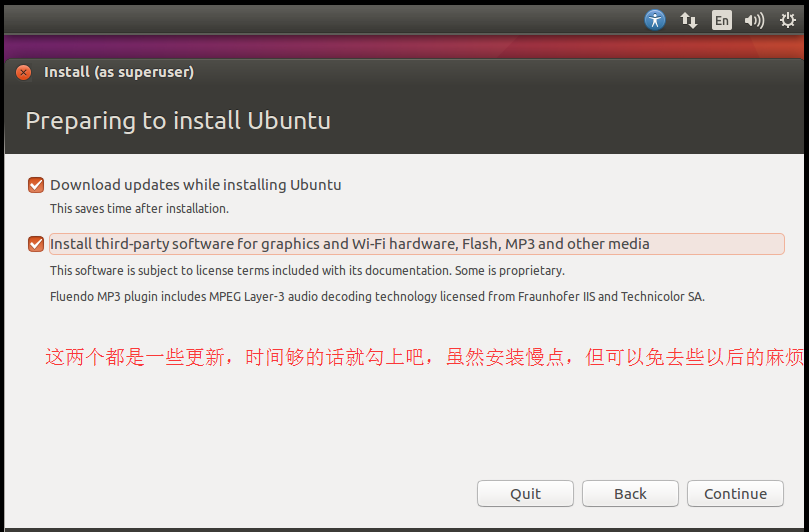 En
Install (as superuser)
Preparing to install Ubuntu
Download updates while installing Ubuntu
This saves time after installation.
Install third-party software for graphics and Wi-Fi hardware, Flash, MP3 and other media
This software is subject to license terms included with its documentation. Some is proprietary.
Fluendo MP3 plugin includes MPEG Layer-3 audio decoding technology licensed from Fraunhofer IIS and Technicolor SA.
这两个都是一些更新，时间够的话就勾上吧，虽然安装慢点，但可以免去些以后的麻烦
Quit Back Continue